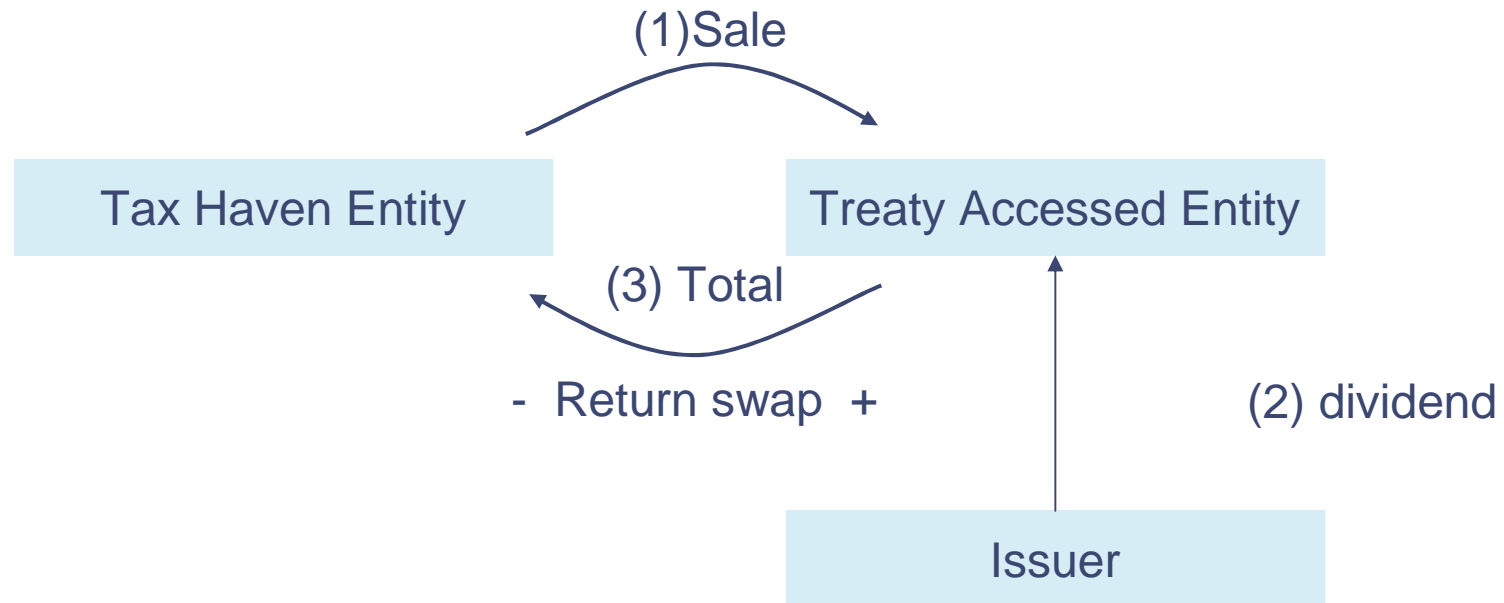 (1)Sale
Tax Haven Entity
Treaty Accessed Entity
(3) Total
- Return swap +
(2) dividend
Issuer